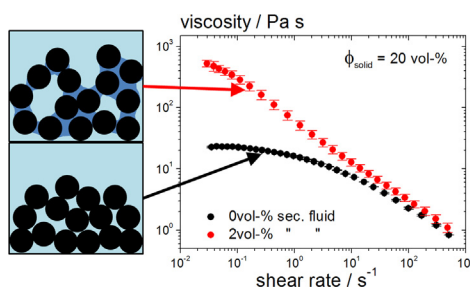 viscosity / Pa s
ϕsolid = 20 vol-%
10³
10²
10¹
10⁰
0vol-% sec. fluid
2vol-% " "
10⁻² 10⁻¹ 10⁰ 10¹ 10² 10³
shear rate / s⁻¹